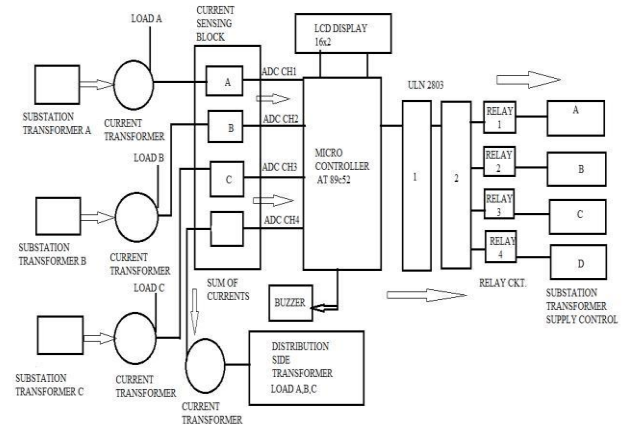 LOAD A
CURRENT
SENSING
BLOCK
LCD DISPLAY
16x2
ULN 2803
A
ADC CH1
SUBSTATION
TRANSFORMER A
CURRENT
TRANSFORMER
B
ADC CH2
LOAD B
C
ADC CH3
ADC CH4
MICRO
CONTROLLER
AT 89c52
1
2
RELAY
1
A
RELAY
2
B
RELAY
3
C
RELAY
4
D
SUBSTATION
TRANSFORMER B
CURRENT
TRANSFORMER
LOAD C
SUM OF
CURRENTS
BUZZER
RELAY CKT.
SUBSTATION
TRANSFORMER
SUPPLY CONTROL
SUBSTATION
TRANSFORMER C
CURRENT
TRANSFORMER
CURRENT
TRANSFORMER
DISTRIBUTION
SIDE
TRANSFORMER
LOAD A,B,C